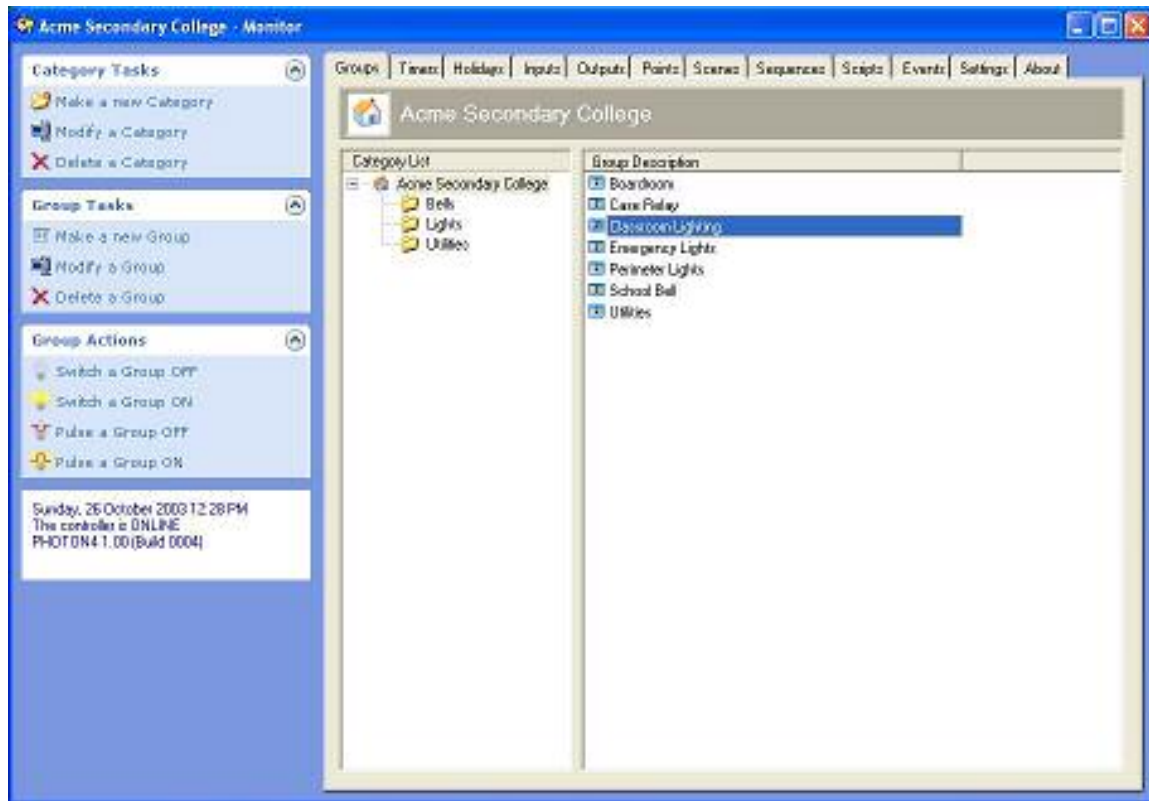 Acme Secondary College - Monitor
Category Tasks
Make a new Category
Modify a Category
Delete a Category
Group Tasks
Make a new Group
Modify a Group
Delete a Group
Group Actions
Switch a Group OFF
Switch a Group ON
Pulse a Group OFF
Pulse a Group ON
Sunday, 26 October 2003 12:28 PM
The controller is ONLINE
PHOTON4 1.00 (Build 0004)
Groups Timers Holidays Inputs Outputs Points Scenes Sequences Scripts Events Settings About
Acme Secondary College
Category List
Acme Secondary College
Bells
Lights
Utilities
Group Description
Boardroom
Relay
Classroom Lighting
Emergency Lights
Perimeter Lights
School Bell
Utilities